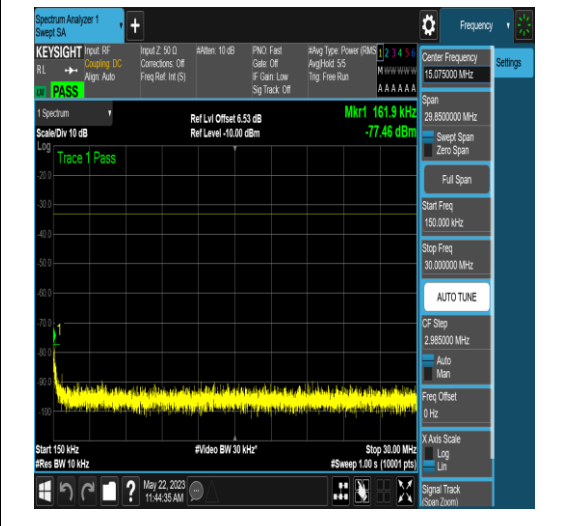 Spectrum Analyzer 1
Swept SA
+
Frequency
KEYSIGHT
RL
Input: RF
Coupling: DC
Align: Auto
Input Z: 50 Ω
Corrections: Off
Freq Ref: Int (S)
#Atten: 10 dB
PNO: Fast
Gate: Off
IF Gain: Low
Sig Track: Off
#Avg Type: Power (RMS)
Avg|Hold: 5/5
Trig: Free Run
1 2 3 4 5 6
M W W W W W
A A A A A A
LXI PASS
1 Spectrum
Scale/Div 10 dB
Ref Lvl Offset 6.53 dB
Ref Level -10.00 dBm
Mkr1 161.9 kHz
-77.46 dBm
Log
Trace 1 Pass
-20.0
-30.0
-40.0
-50.0
-60.0
-70.0
1
-80.0
-90.0
-100
Start 150 kHz
#Res BW 10 kHz
#Video BW 30 kHz*
Stop 30.00 MHz
#Sweep 1.00 s (10001 pts)
?
May 22, 2023
11:44:35 AM
Center Frequency
15.075000 MHz
Settings
Span
29.8500000 MHz
Swept Span
Zero Span
Full Span
Start Freq
150.000 kHz
Stop Freq
30.000000 MHz
AUTO TUNE
CF Step
2.985000 MHz
Auto
Man
Freq Offset
0 Hz
X Axis Scale
Log
Lin
Signal Track
(Span Zoom)